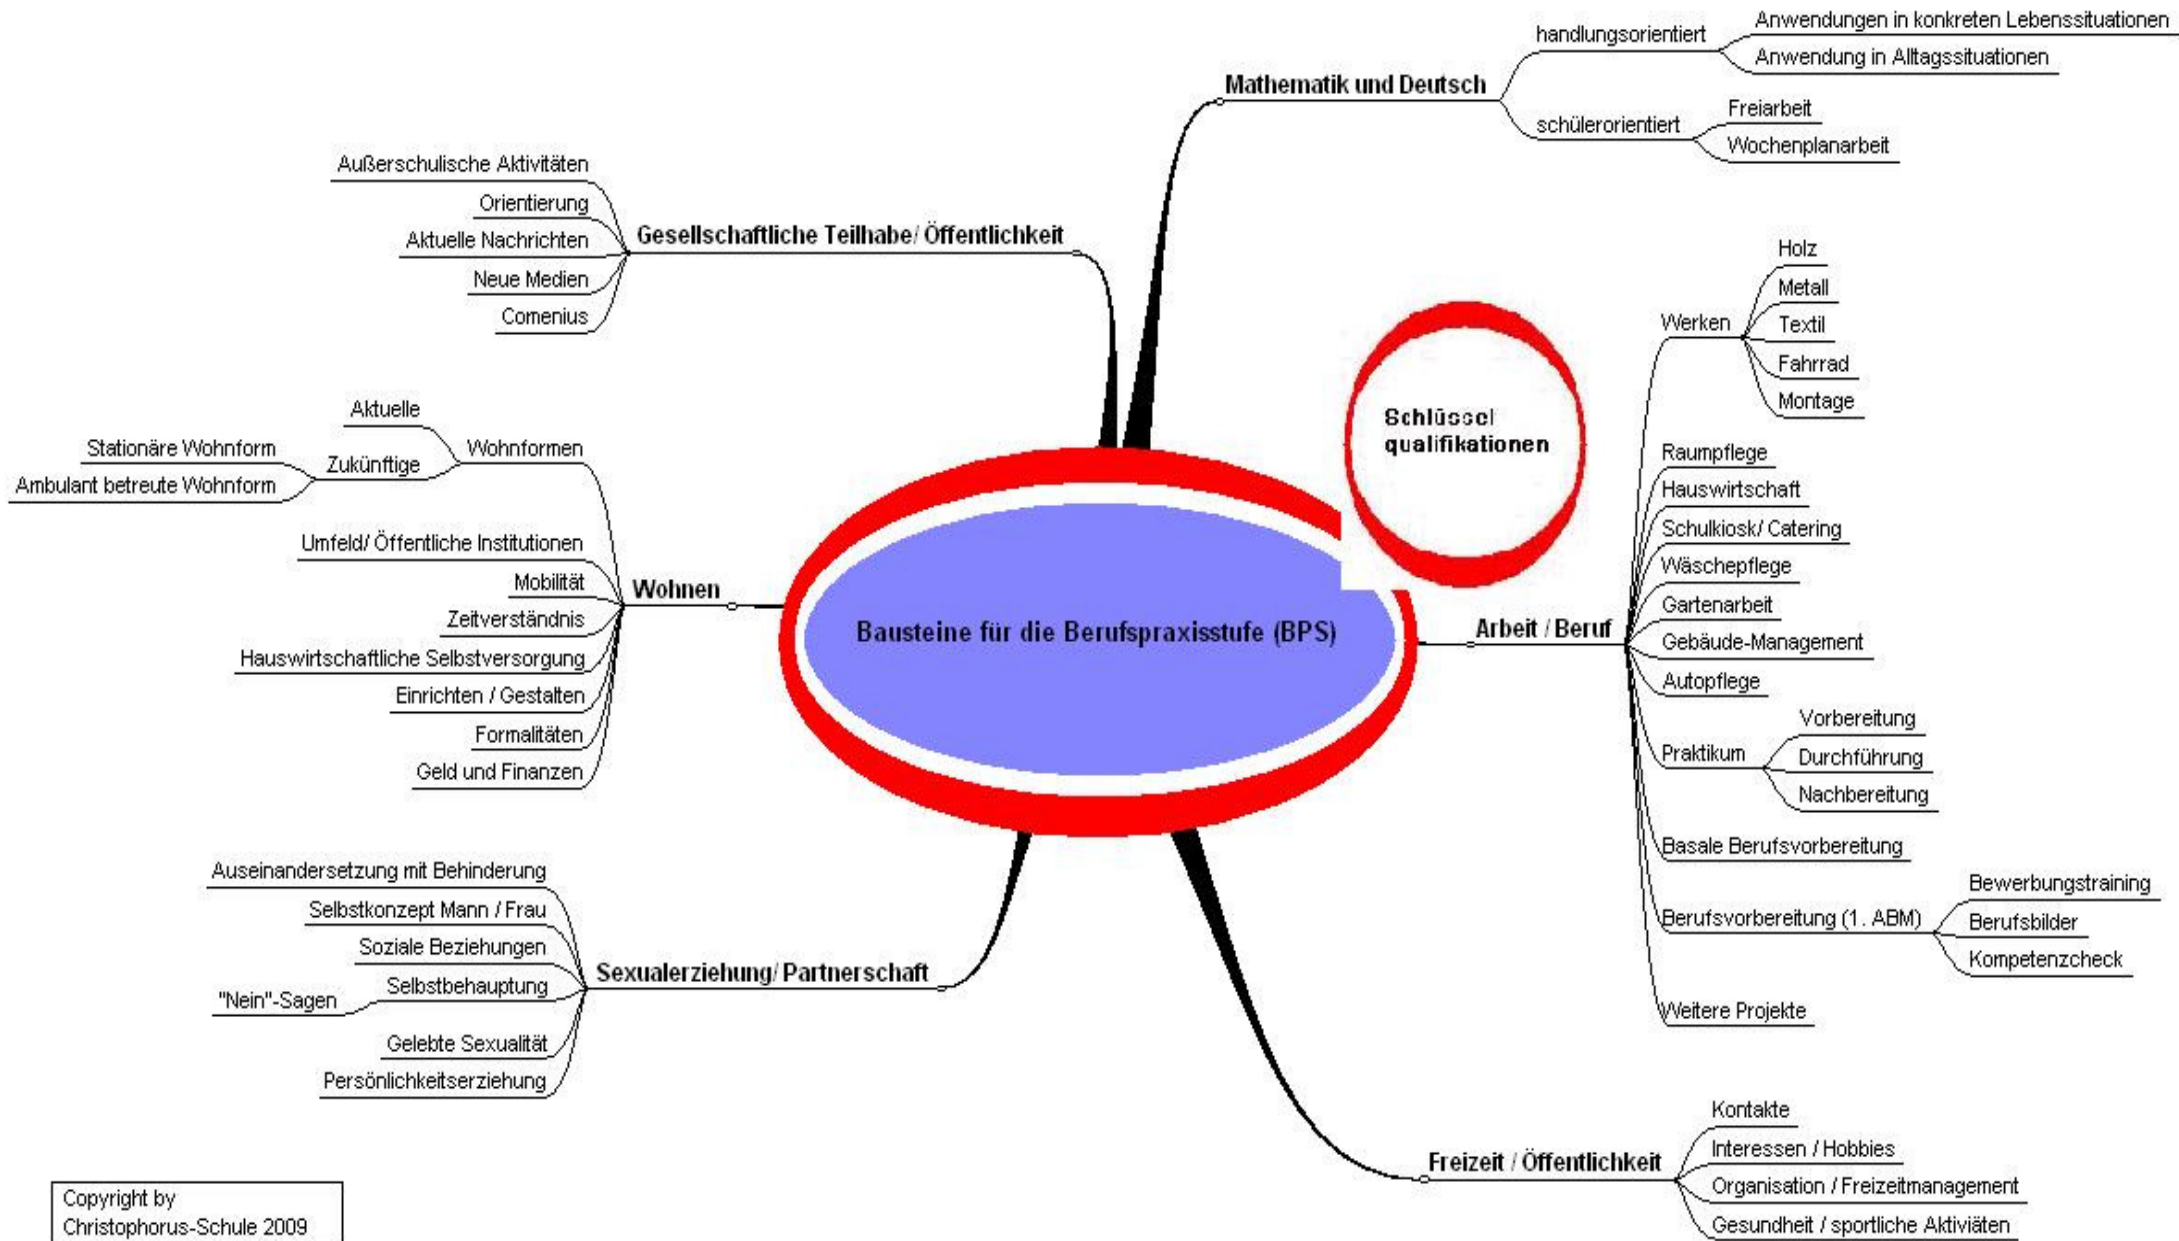 Mathematik und Deutsch
handlungsorientiert
Anwendungen in konkreten Lebenssituationen
Anwendung in Alltagssituationen
schülerorientiert
Freiarbeit
Wochenplanarbeit
Gesellschaftliche Teilhabe/ Öffentlichkeit
Außerschulische Aktivitäten
Orientierung
Aktuelle Nachrichten
Neue Medien
Comenius
Schlüssel
qualifikationen
Bausteine für die Berufspraxisstufe (BPS)
Wohnen
Wohnformen
Aktuelle
Zukünftige
Stationäre Wohnform
Ambulant betreute Wohnform
Umfeld/ Öffentliche Institutionen
Mobilität
Zeitverständnis
Hauswirtschaftliche Selbstversorgung
Einrichten / Gestalten
Formalitäten
Geld und Finanzen
Arbeit / Beruf
Werken
Holz
Metall
Textil
Fahrrad
Montage
Raumpflege
Hauswirtschaft
Schulkiosk/ Catering
Wäschepflege
Gartenarbeit
Gebäude-Management
Autopflege
Praktikum
Vorbereitung
Durchführung
Nachbereitung
Basale Berufsvorbereitung
Berufsvorbereitung (1. ABM)
Bewerbungstraining
Berufsbilder
Kompetenzcheck
Weitere Projekte
Sexualerziehung/ Partnerschaft
Auseinandersetzung mit Behinderung
Selbstkonzept Mann / Frau
Soziale Beziehungen
Selbstbehauptung
"Nein"-Sagen
Gelebte Sexualität
Persönlichkeitserziehung
Freizeit / Öffentlichkeit
Kontakte
Interessen / Hobbies
Organisation / Freizeitmanagement
Gesundheit / sportliche Aktiviäten
Copyright by
Christophorus-Schule 2009